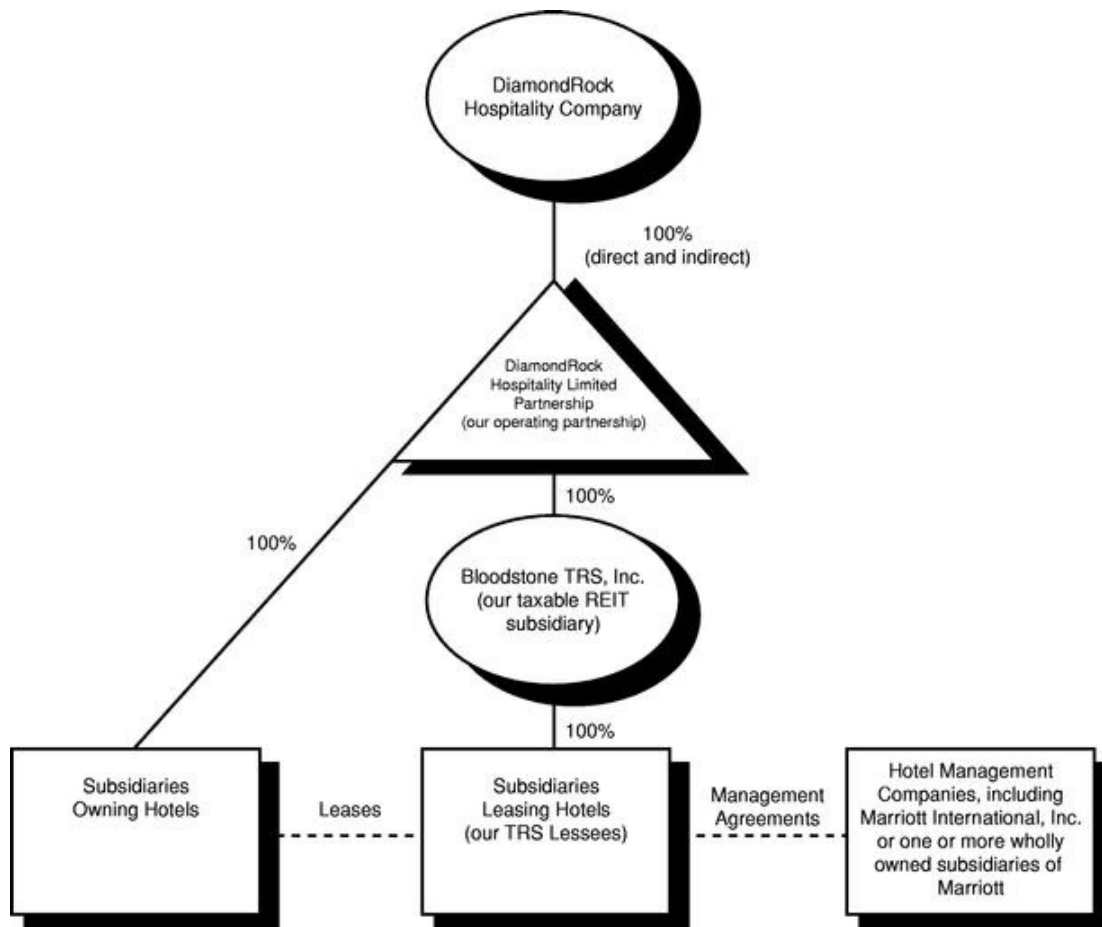 DiamondRock
Hospitality Company
100%
(direct and indirect)
DiamondRock
Hospitality Limited
Partnership
(our operating partnership)
100%
100%
Bloodstone TRS, Inc.
(our taxable REIT
subsidiary)
100%
Subsidiaries
Owning Hotels
Leases
Subsidiaries
Leasing Hotels
(our TRS Lessees)
Management
Agreements
Hotel Management
Companies, including
Marriott International, Inc.
or one or more wholly
owned subsidiaries of
Marriott